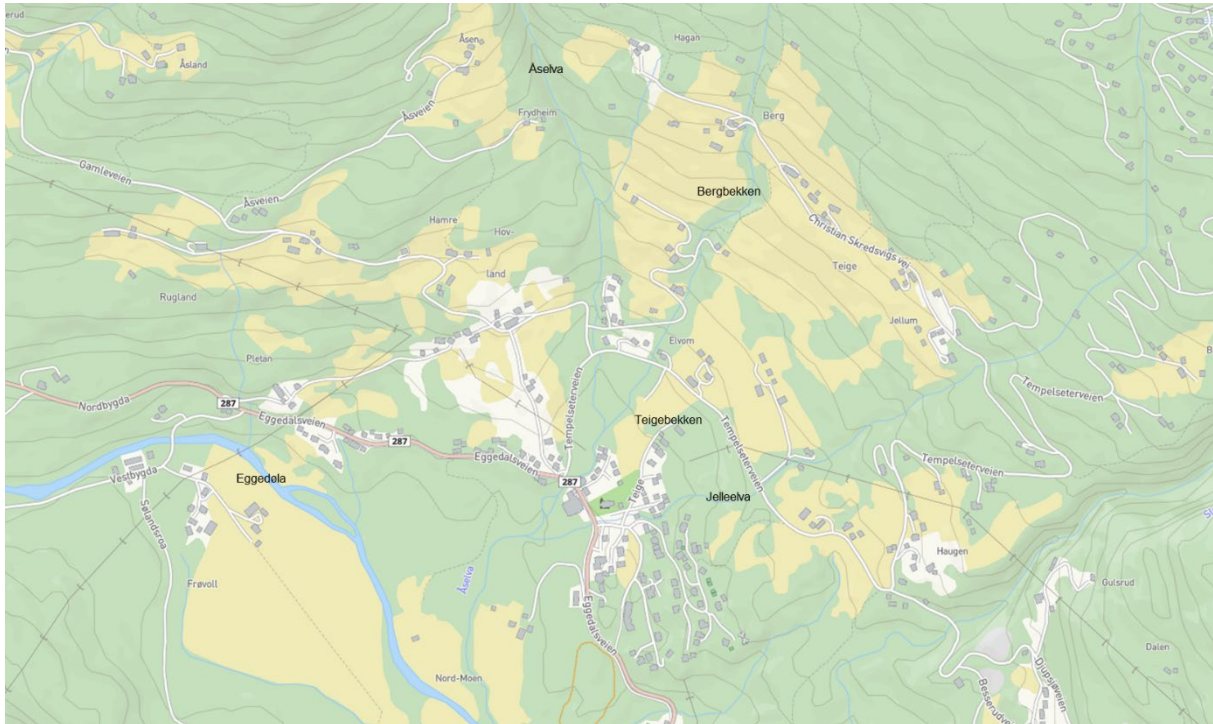 Åsen
Hagan
Åsland
Åselva
Frydheim
Åsveien
Berg
Gamleveien
Bergbekken
Åsveien
Hamre
Hov-
land
Christian Skredsvigs vei
Teige
Rugland
Jellum
Elvom
Pletan
Tempelseterveien
Tempelseterveien
Nordbygda
287
Eggedalsveien
287
Teigebekken
Tempelseterveien
Eggedalsveien
287
Tempelseterveien
Vestbygda
Eggedøla
Teige
Jelleelva
Sølandsroa
Haugen
Frøvoll
Åselva
Eggedalsveien
Gulsrud
Dalen
Nord-Moen
Djupsjøveien